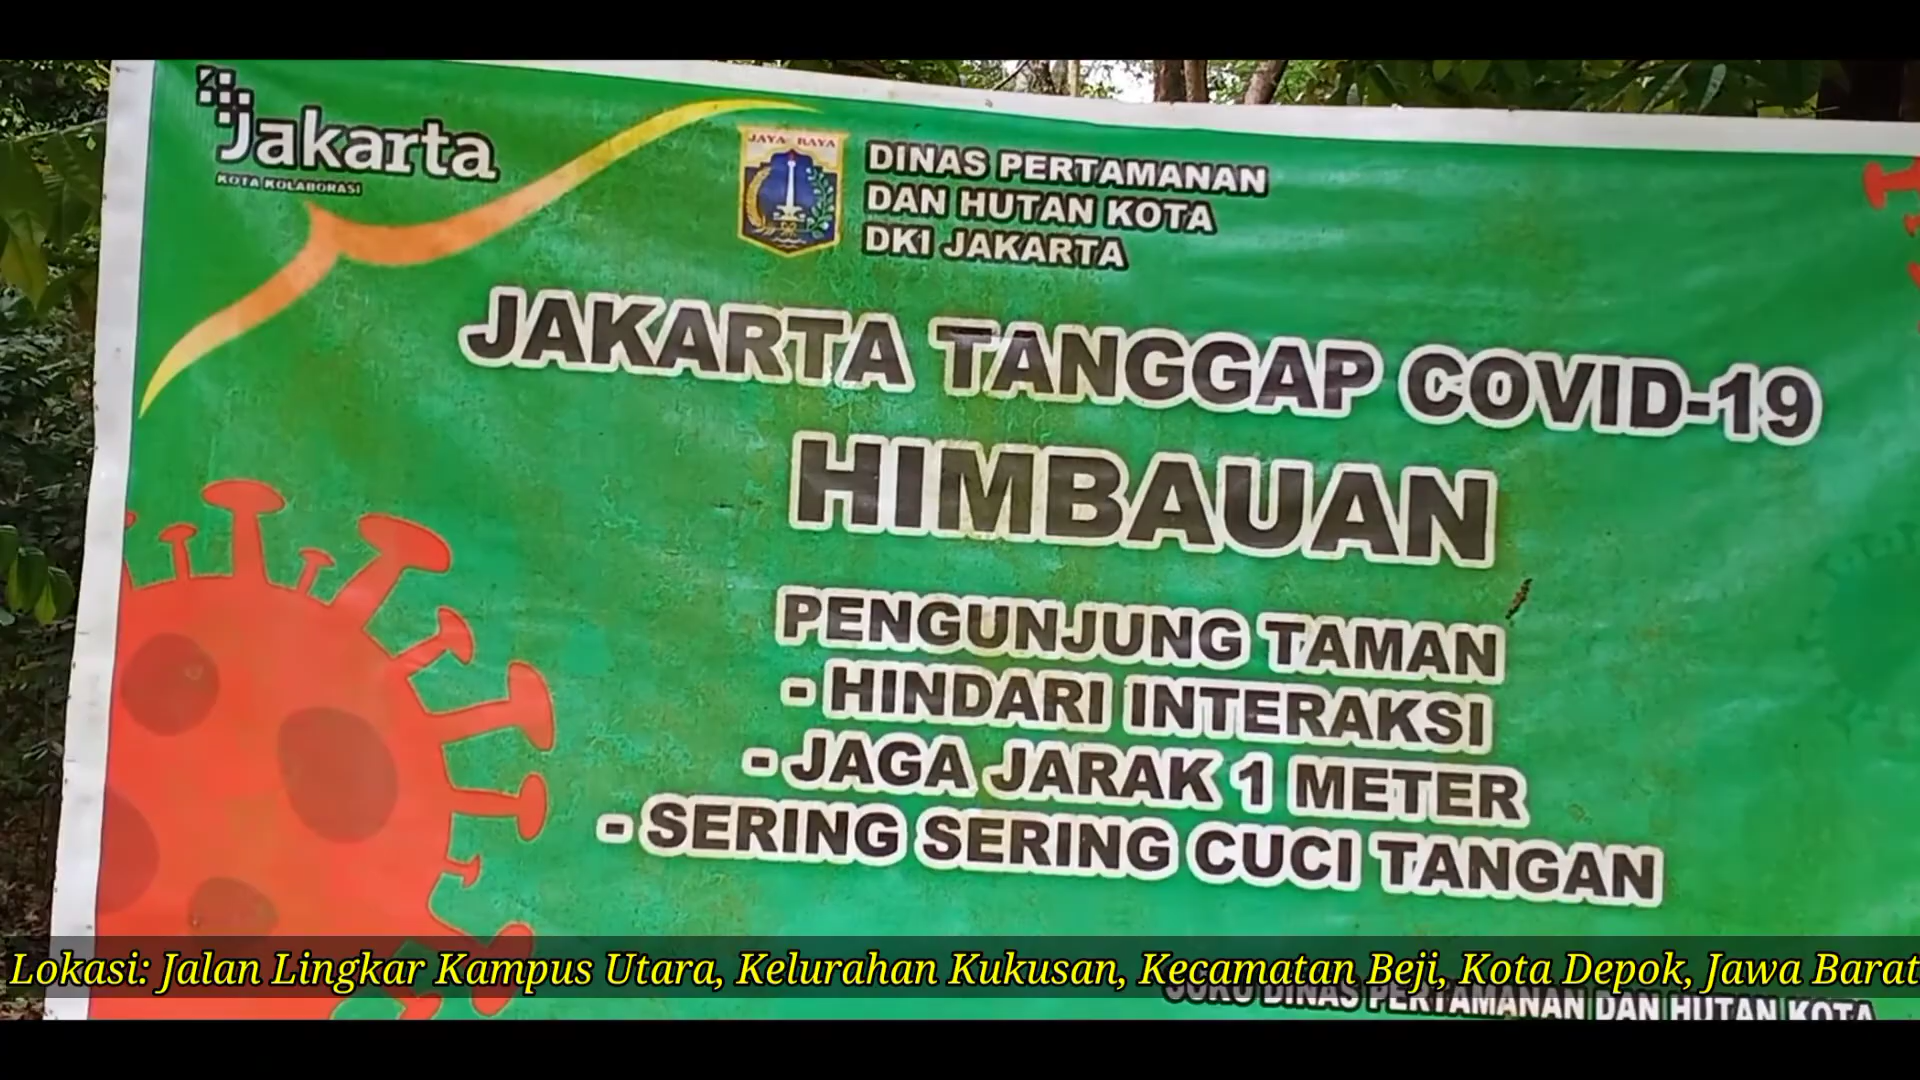 Jakarta
KOTA KOLABORASI
JAYA RAYA
DINAS PERTAMANAN
DAN HUTAN KOTA
DKI JAKARTA
JAKARTA TANGGAP COVID-19
HIMBAUAN
PENGUNJUNG TAMAN
- HINDARI INTERAKSI
- JAGA JARAK 1 METER
- SERING SERING CUCI TANGAN
Lokasi: Jalan Lingkar Kampus Utara, Kelurahan Kukusan, Kecamatan Beji, Kota Depok, Jawa Barat
SUKU DINAS PERTAMANAN DAN HUTAN KOTA